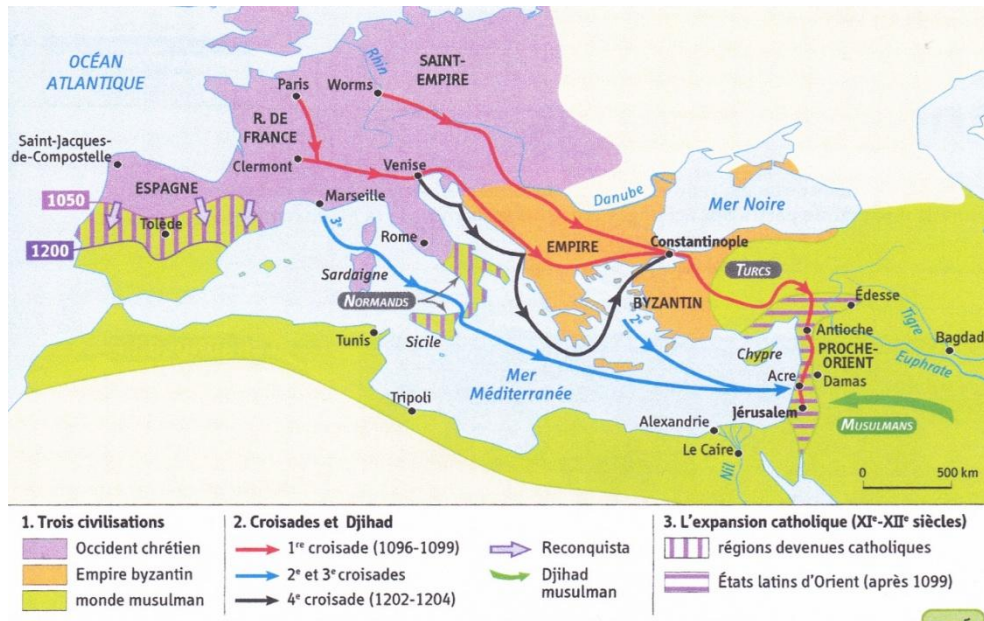 OCÉAN
ATLANTIQUE
Rhin
SAINT-
EMPIRE
Paris
Worms
R. DE
FRANCE
Saint-Jacques-
de-Compostelle
Clermont
Venise
ESPAGNE
1050
Marseille
Danube
Mer Noire
Tolède
3e
Rome
EMPIRE
Constantinople
1200
Sardaigne
NORMANDS
TURCS
BYZANTIN
Édesse
2e
Tigre
Antioche
Bagdad
Tunis
Sicile
Chypre
PROCHE-
ORIENT
Euphrate
Mer
Méditerranée
Acre
Damas
Tripoli
Jérusalem
Alexandrie
MUSULMANS
Le Caire
Nil
0 500 km
1. Trois civilisations
Occident chrétien
Empire byzantin
monde musulman
2. Croisades et Djihad
1re croisade (1096-1099)
2e et 3e croisades
4e croisade (1202-1204)
Reconquista
Djihad
musulman
3. L'expansion catholique (XIe-XIIe siècles)
régions devenues catholiques
États latins d'Orient (après 1099)